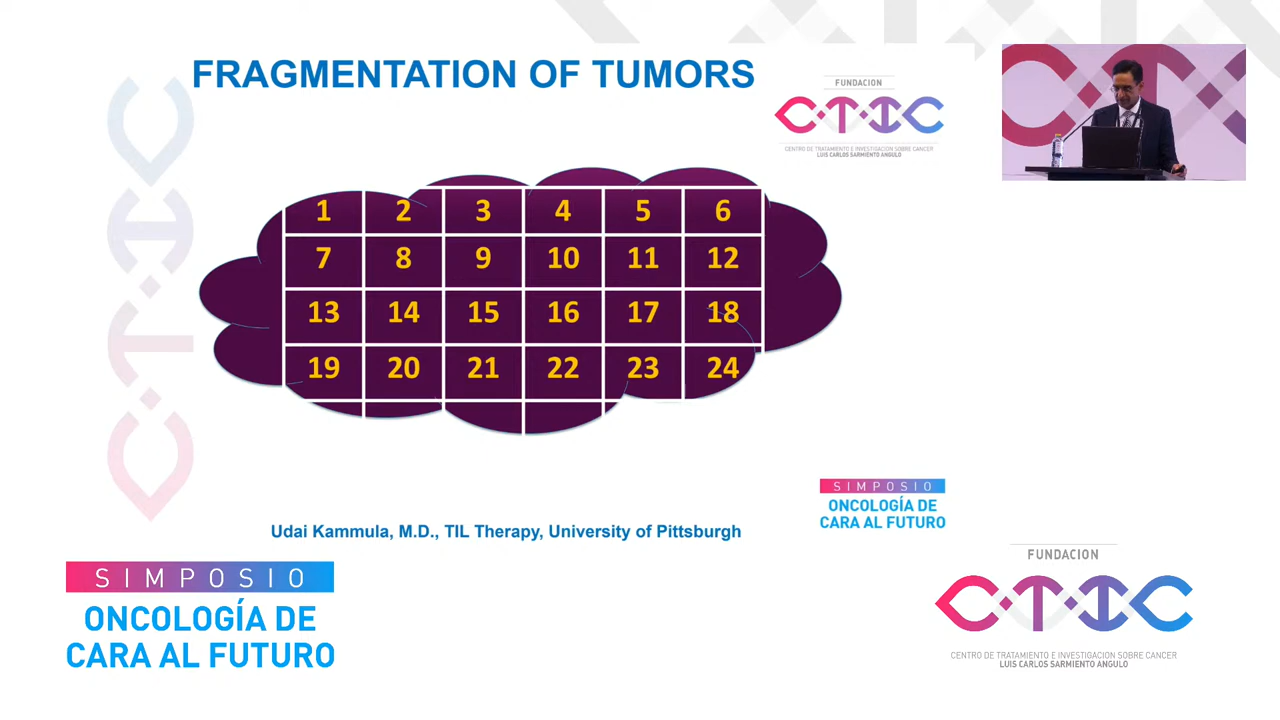 FRAGMENTATION OF TUMORS
FUNDACION
C·T·I·C
CENTRO DE TRATAMIENTO E INVESTIGACION SOBRE CANCER
LUIS CARLOS SARMIENTO ANGULO
C·T·I·C
1 2 3 4 5 6
7 8 9 10 11 12
13 14 15 16 17 18
19 20 21 22 23 24
SIMPOSIO
ONCOLOGÍA DE
CARA AL FUTURO
Udai Kammula, M.D., TIL Therapy, University of Pittsburgh
SIMPOSIO
ONCOLOGÍA DE
CARA AL FUTURO
FUNDACION
C·T·I·C
CENTRO DE TRATAMIENTO E INVESTIGACION SOBRE CANCER
LUIS CARLOS SARMIENTO ANGULO